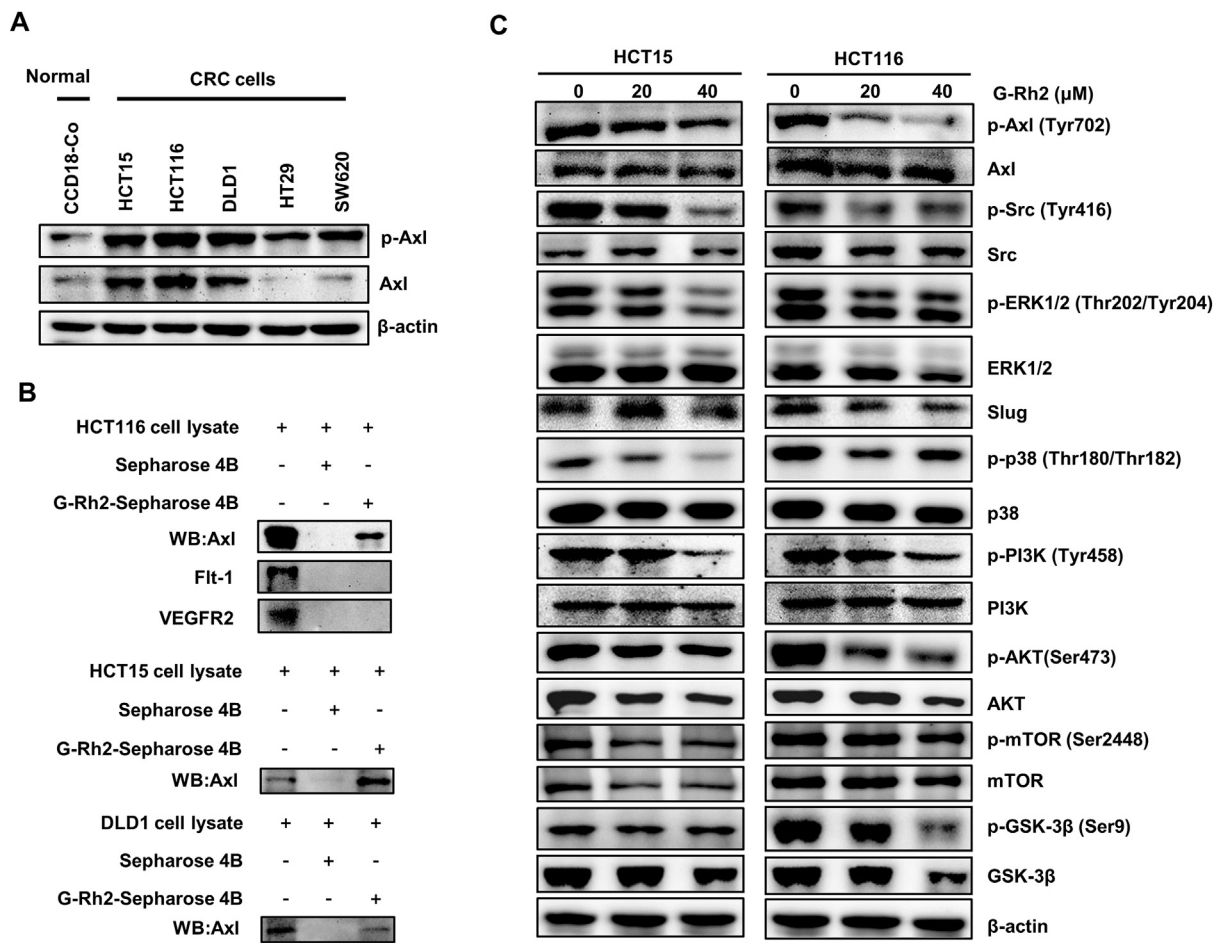 A
Normal
CRC cells
CCD18-Co
HCT15
HCT116
DLD1
HT29
SW620
p-Axl
Axl
β-actin
B
HCT116 cell lysate + + +
Sepharose 4B - + -
G-Rh2-Sepharose 4B - - +
WB:Axl
Flt-1
VEGFR2
HCT15 cell lysate + + +
Sepharose 4B - + -
G-Rh2-Sepharose 4B - - +
WB:Axl
DLD1 cell lysate + + +
Sepharose 4B - + -
G-Rh2-Sepharose 4B - - +
WB:Axl
C
HCT15 HCT116
0 20 40 0 20 40 G-Rh2 (µM)
p-Axl (Tyr702)
Axl
p-Src (Tyr416)
Src
p-ERK1/2 (Thr202/Tyr204)
ERK1/2
Slug
p-p38 (Thr180/Thr182)
p38
p-PI3K (Tyr458)
PI3K
p-AKT(Ser473)
AKT
p-mTOR (Ser2448)
mTOR
p-GSK-3β (Ser9)
GSK-3β
β-actin